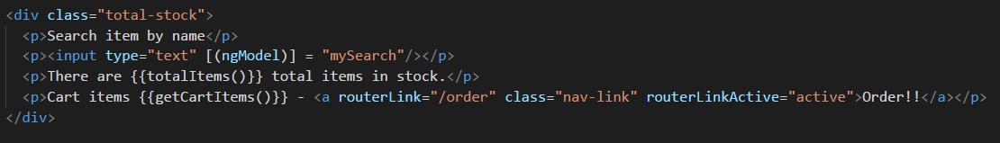 <div class="total-stock">
<p>Search item by name</p>
<p><input type="text" [(ngModel)] = "mySearch"/></p>
<p>There are {{totalItems()}} total items in stock.</p>
<p>Cart items {{getCartItems()}} - <a routerLink="/order" class="nav-link" routerLinkActive="active">Order!!</a></p>
</div>